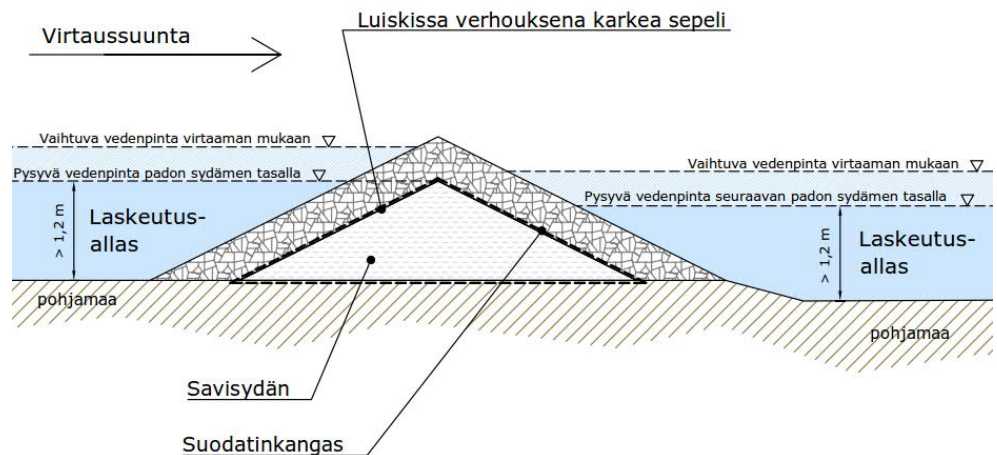 Luiskissa verhouksena karkea sepeli
Virtaussuunta
Vaihtuva vedenpinta virtaaman mukaan
Vaihtuva vedenpinta virtaaman mukaan
Pysyvä vedenpinta padon sydämen tasalla
Pysyvä vedenpinta seuraavan padon sydämen tasalla
> 1,2 m
Laskeutus-
allas
> 1,2 m
Laskeutus-
allas
pohjamaa
pohjamaa
Savisydän
Suodatinkangas